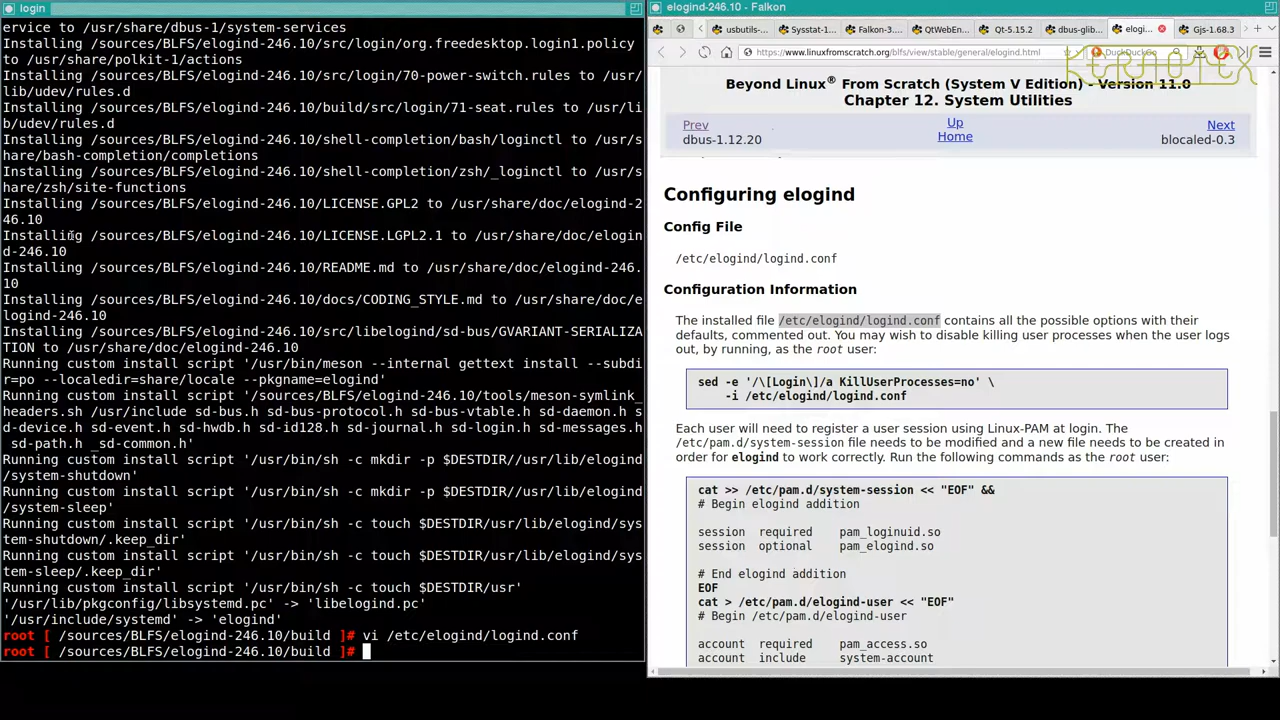 login
ervice to /usr/share/dbus-1/system-services
Installing /sources/BLFS/elogind-246.10/src/login/org.freedesktop.login1.policy
to /usr/share/polkit-1/actions
Installing /sources/BLFS/elogind-246.10/src/login/70-power-switch.rules to /usr/
lib/udev/rules.d
Installing /sources/BLFS/elogind-246.10/build/src/login/71-seat.rules to /usr/li
b/udev/rules.d
Installing /sources/BLFS/elogind-246.10/shell-completion/bash/loginctl to /usr/s
hare/bash-completion/completions
Installing /sources/BLFS/elogind-246.10/shell-completion/zsh/_loginctl to /usr/s
hare/zsh/site-functions
Installing /sources/BLFS/elogind-246.10/LICENSE.GPL2 to /usr/share/doc/elogind-2
46.10
Installing /sources/BLFS/elogind-246.10/LICENSE.LGPL2.1 to /usr/share/doc/elogin
d-246.10
Installing /sources/BLFS/elogind-246.10/README.md to /usr/share/doc/elogind-246.
10
Installing /sources/BLFS/elogind-246.10/docs/CODING_STYLE.md to /usr/share/doc/e
logind-246.10
Installing /sources/BLFS/elogind-246.10/src/libelogind/sd-bus/GVARIANT-SERIALIZA
TION to /usr/share/doc/elogind-246.10
Running custom install script '/usr/bin/meson --internal gettext install --subdi
r=po --localedir=share/locale --pkgname=elogind'
Running custom install script '/sources/BLFS/elogind-246.10/tools/meson-symlink_
headers.sh /usr/include sd-bus.h sd-bus-protocol.h sd-bus-vtable.h sd-daemon.h s
d-device.h sd-event.h sd-hwdb.h sd-id128.h sd-journal.h sd-login.h sd-messages.h
sd-path.h _sd-common.h'
Running custom install script '/usr/bin/sh -c mkdir -p $DESTDIR//usr/lib/elogind
/system-shutdown'
Running custom install script '/usr/bin/sh -c mkdir -p $DESTDIR//usr/lib/elogind
/system-sleep'
Running custom install script '/usr/bin/sh -c touch $DESTDIR/usr/lib/elogind/sys
tem-shutdown/.keep_dir'
Running custom install script '/usr/bin/sh -c touch $DESTDIR/usr/lib/elogind/sys
tem-sleep/.keep_dir'
Running custom install script '/usr/bin/sh -c touch $DESTDIR/usr'
'/usr/lib/pkgconfig/libsystemd.pc' -> 'libelogind.pc'
'/usr/include/systemd' -> 'elogind'
root [ /sources/BLFS/elogind-246.10/build ]# vi /etc/elogind/logind.conf
root [ /sources/BLFS/elogind-246.10/build ]#
elogind-246.10 - Falkon
usbutils- Sysstat-1 Falkon-3. QtWebEn Qt-5.15.2 dbus-glib elogi... Gjs-1.68.3
https://www.linuxfromscratch.org/blfs/view/stable/general/elogind.html DuckDuckGo
KERNOTEX
Beyond Linux® From Scratch (System V Edition) - Version 11.0
Chapter 12. System Utilities
Prev Up Next
dbus-1.12.20 Home blocaled-0.3
Configuring elogind
Config File
/etc/elogind/logind.conf
Configuration Information
The installed file /etc/elogind/logind.conf contains all the possible options with their
defaults, commented out. You may wish to disable killing user processes when the user logs
out, by running, as the root user:
sed -e '/\[Login\]/a KillUserProcesses=no' \
-i /etc/elogind/logind.conf
Each user will need to register a user session using Linux-PAM at login. The
/etc/pam.d/system-session file needs to be modified and a new file needs to be created in
order for elogind to work correctly. Run the following commands as the root user:
cat >> /etc/pam.d/system-session << "EOF" &&
# Begin elogind addition
session required pam_loginuid.so
session optional pam_elogind.so
# End elogind addition
EOF
cat > /etc/pam.d/elogind-user << "EOF"
# Begin /etc/pam.d/elogind-user
account required pam_access.so
account include system-account